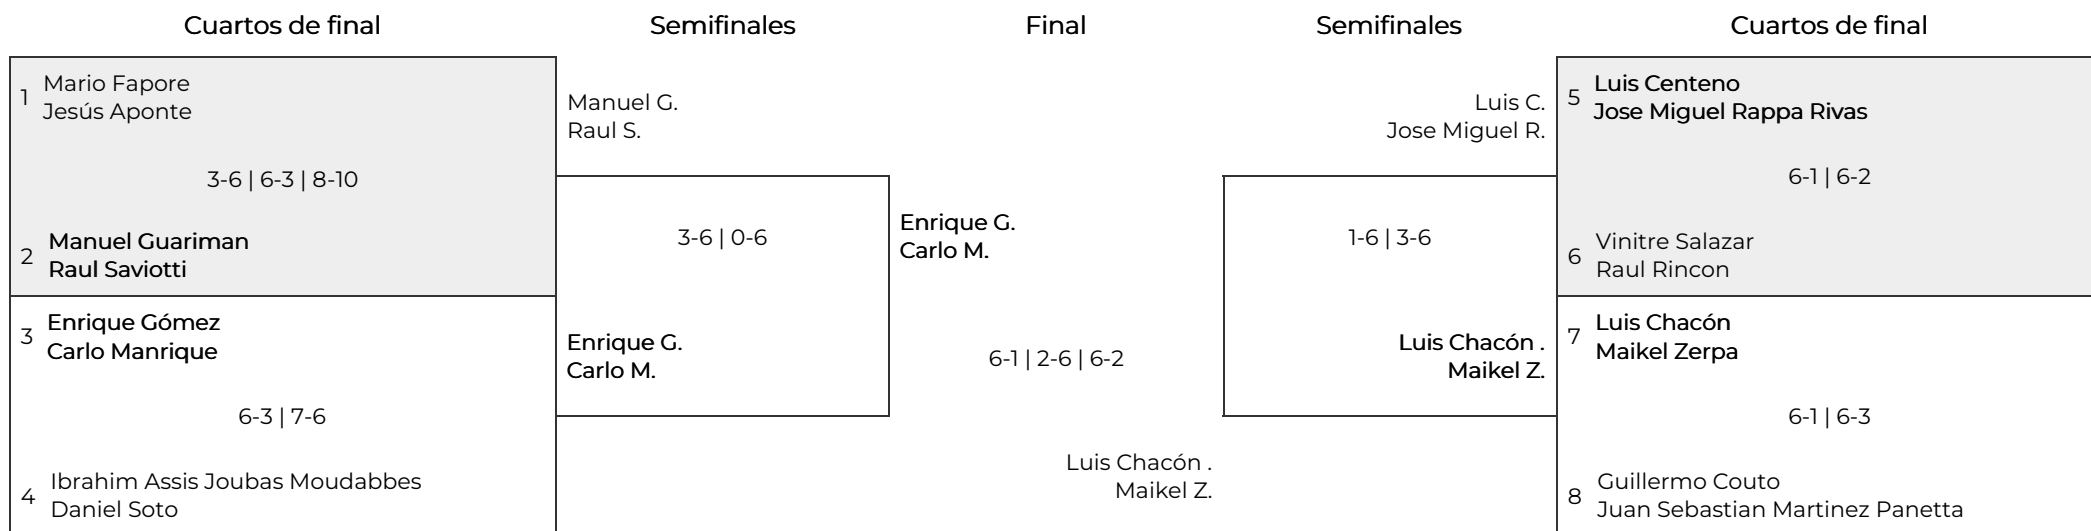 Cuartos de final
Semifinales
Final
Semifinales
Cuartos de final
1
Mario Fapore
Jesús Aponte
3-6 | 6-3 | 8-10
2
Manuel Guariman
Raul Saviotti
3
Enrique Gómez
Carlo Manrique
6-3 | 7-6
4
Ibrahim Assis Joubas Moudabbes
Daniel Soto
Manuel G.
Raul S.
3-6 | 0-6
Enrique G.
Carlo M.
Enrique G.
Carlo M.
6-1 | 2-6 | 6-2
Luis Chacón .
Maikel Z.
Luis C.
Jose Miguel R.
1-6 | 3-6
Luis Chacón .
Maikel Z.
5
Luis Centeno
Jose Miguel Rappa Rivas
6-1 | 6-2
6
Vinitre Salazar
Raul Rincon
7
Luis Chacón
Maikel Zerpa
6-1 | 6-3
8
Guillermo Couto
Juan Sebastian Martinez Panetta